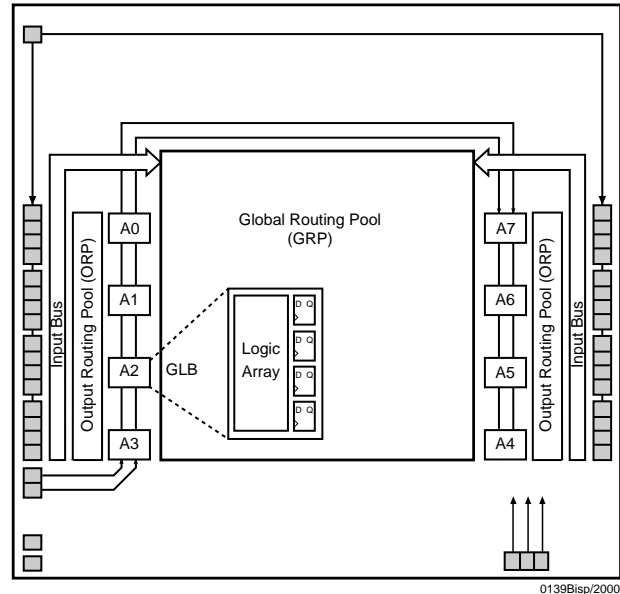 Global Routing Pool
(GRP)
A0
A1
A2
A3
A7
A6
A5
A4
Input Bus
Output Routing Pool (ORP)
Output Routing Pool (ORP)
Input Bus
GLB
Logic
Array
D Q
D Q
D Q
D Q
0139Bisp/2000